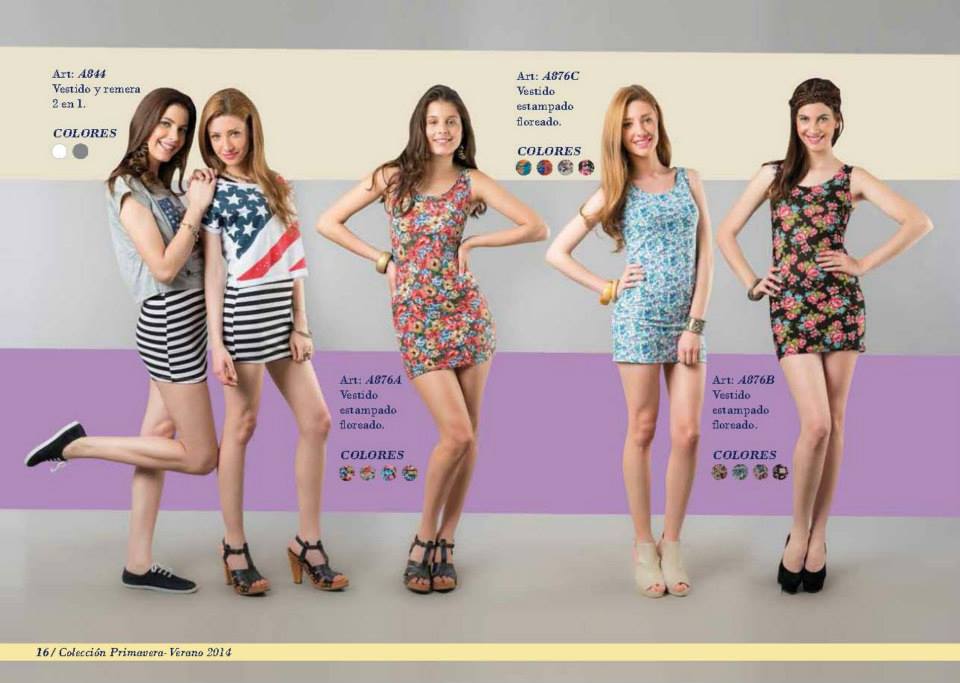 Art: A844
Vestido y remera
2 en 1.
COLORES
Art: A876C
Vestido
estampado
floreado.
COLORES
Art: A876A
Vestido
estampado
floreado.
COLORES
Art: A876B
Vestido
estampado
floreado.
COLORES
16 / Colección Primavera-Verano 2014